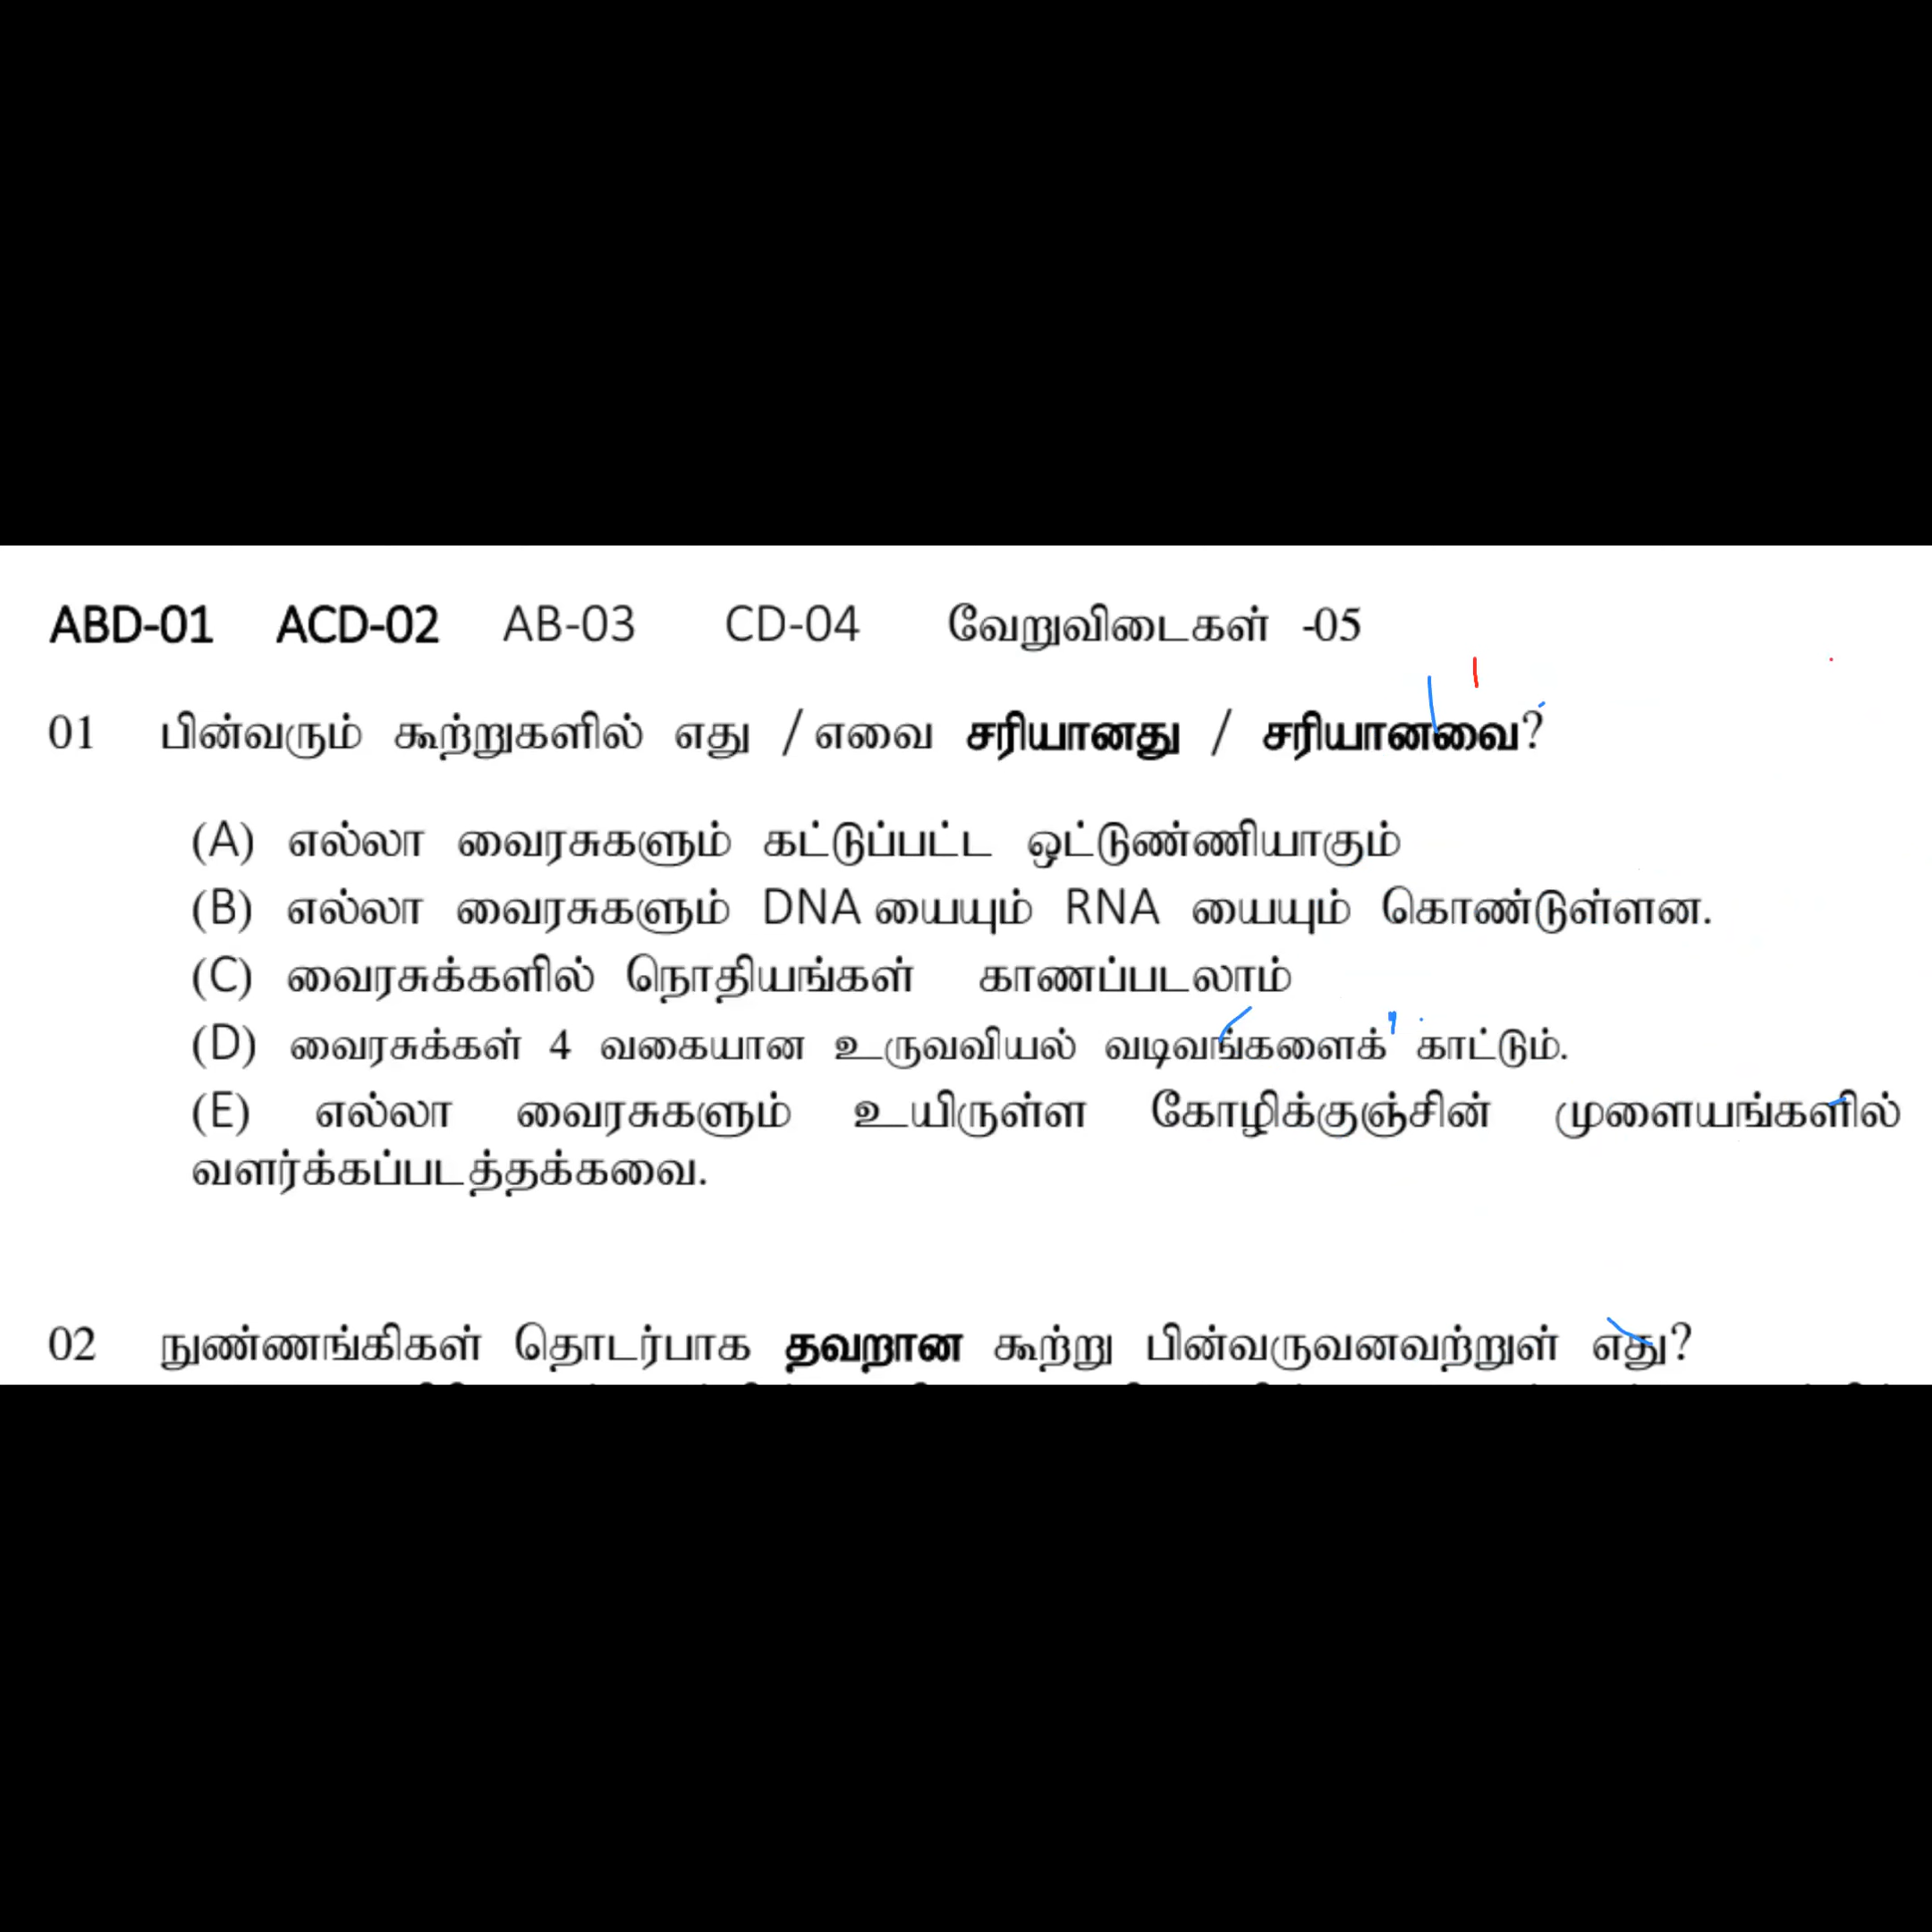 ABD-01 ACD-02 AB-03 CD-04 வேறுவிடைகள் -05
01 பின்வரும் கூற்றுகளில் எது / எவை சரியானது / சரியானவை?
(A) எல்லா வைரசுகளும் கட்டுப்பட்ட ஒட்டுண்ணியாகும்
(B) எல்லா வைரசுகளும் DNA யையும் RNA யையும் கொண்டுள்ளன.
(C) வைரசுக்களில் நொதியங்கள் காணப்படலாம்
(D) வைரசுக்கள் 4 வகையான உருவவியல் வடிவங்களைக் காட்டும்.
(E) எல்லா வைரசுகளும் உயிருள்ள கோழிக்குஞ்சின் முளையங்களில்
வளர்க்கப்படத்தக்கவை.
02 நுண்ணங்கிகள் தொடர்பாக தவறான கூற்று பின்வருவனவற்றுள் எது?